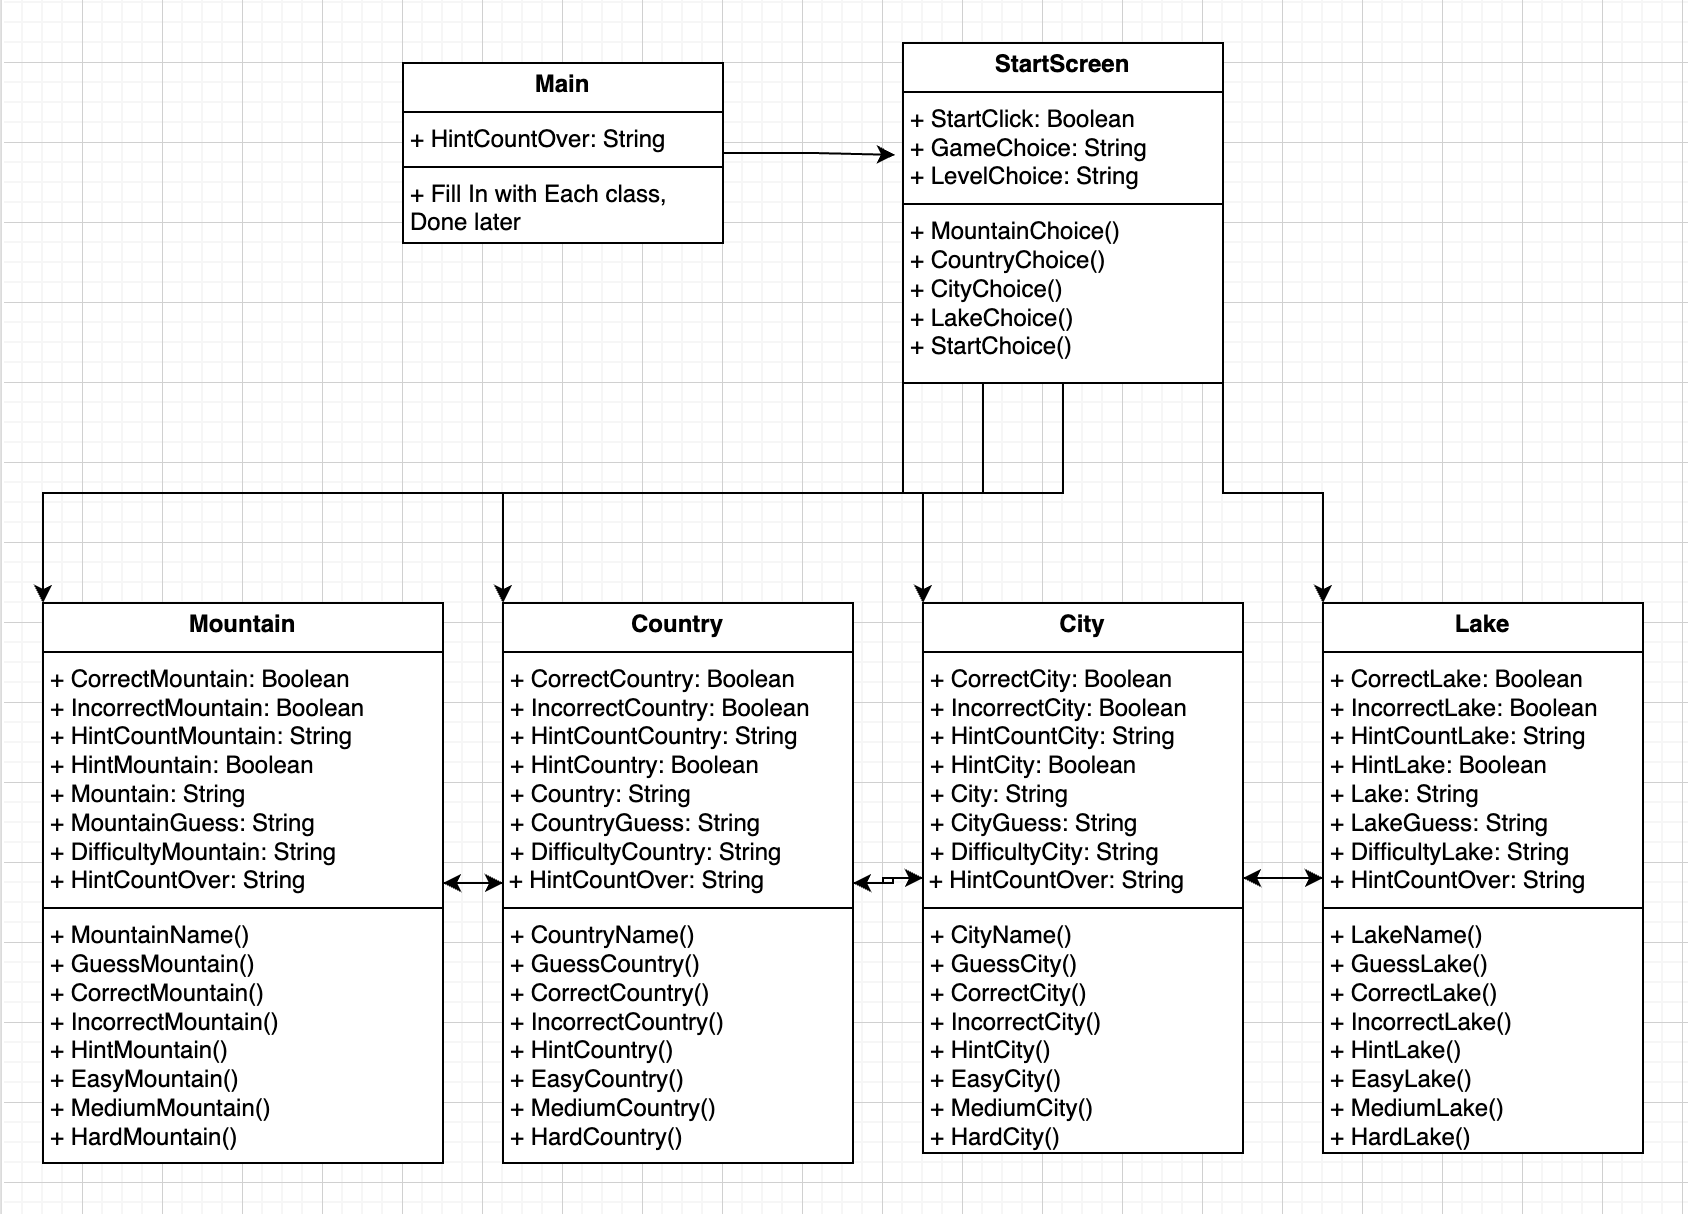 Main
+ HintCountOver: String
+ Fill In with Each class,
Done later
StartScreen
+ StartClick: Boolean
+ GameChoice: String
+ LevelChoice: String
+ MountainChoice()
+ CountryChoice()
+ CityChoice()
+ LakeChoice()
+ StartChoice()
Mountain
+ CorrectMountain: Boolean
+ IncorrectMountain: Boolean
+ HintCountMountain: String
+ HintMountain: Boolean
+ Mountain: String
+ MountainGuess: String
+ DifficultyMountain: String
+ HintCountOver: String
+ MountainName()
+ GuessMountain()
+ CorrectMountain()
+ IncorrectMountain()
+ HintMountain()
+ EasyMountain()
+ MediumMountain()
+ HardMountain()
Country
+ CorrectCountry: Boolean
+ IncorrectCountry: Boolean
+ HintCountCountry: String
+ HintCountry: Boolean
+ Country: String
+ CountryGuess: String
+ DifficultyCountry: String
+ HintCountOver: String
+ CountryName()
+ GuessCountry()
+ CorrectCountry()
+ IncorrectCountry()
+ HintCountry()
+ EasyCountry()
+ MediumCountry()
+ HardCountry()
City
+ CorrectCity: Boolean
+ IncorrectCity: Boolean
+ HintCountCity: String
+ HintCity: Boolean
+ City: String
+ CityGuess: String
+ DifficultyCity: String
+ HintCountOver: String
+ CityName()
+ GuessCity()
+ CorrectCity()
+ IncorrectCity()
+ HintCity()
+ EasyCity()
+ MediumCity()
+ HardCity()
Lake
+ CorrectLake: Boolean
+ IncorrectLake: Boolean
+ HintCountLake: String
+ HintLake: Boolean
+ Lake: String
+ LakeGuess: String
+ DifficultyLake: String
+ HintCountOver: String
+ LakeName()
+ GuessLake()
+ CorrectLake()
+ IncorrectLake()
+ HintLake()
+ EasyLake()
+ MediumLake()
+ HardLake()